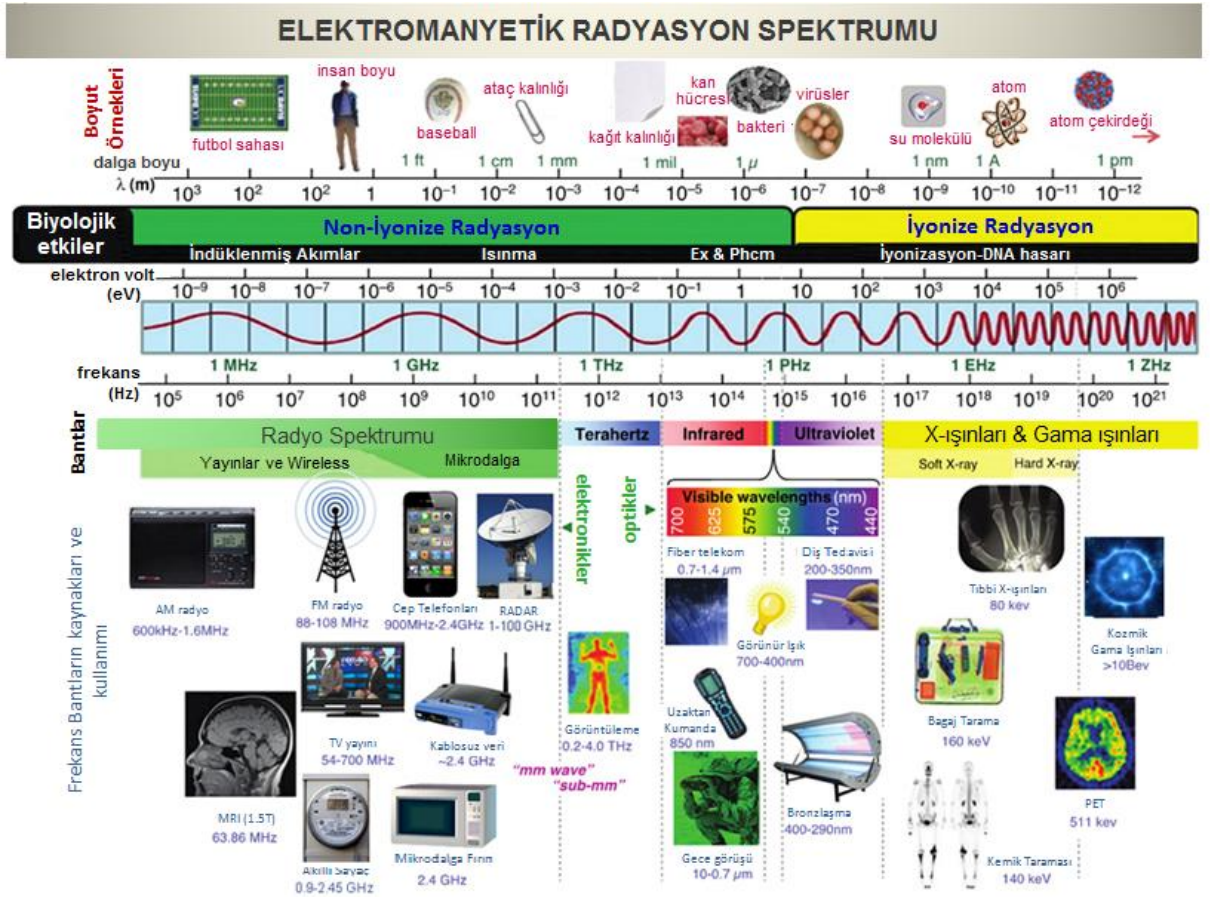 ELEKTROMANYETİK RADYASYON SPEKTRUMU
Boyut
Örnekleri
futbol sahası
insan boyu
baseball
ataç kalınlığı
kağıt kalınlığı
kan
hücresi
bakteri
virüsler
su molekülü
atom
atom çekirdeği
dalga boyu
1 ft 1 cm 1 mm 1 mil 1 µ 1 nm 1 A 1 pm
λ (m) 10³ 10² 10² 1 10⁻¹ 10⁻² 10⁻³ 10⁻⁴ 10⁻⁵ 10⁻⁶ 10⁻⁷ 10⁻⁸ 10⁻⁹ 10⁻¹⁰ 10⁻¹¹ 10⁻¹²
Biyolojik
etkiler
Non-İyonize Radyasyon
İyonize Radyasyon
İndüklenmiş Akımlar Isınma Ex & Phcm İyonizasyon-DNA hasarı
elektron volt
(eV) 10⁻⁹ 10⁻⁸ 10⁻⁷ 10⁻⁶ 10⁻⁵ 10⁻⁴ 10⁻³ 10⁻² 10⁻¹ 1 10 10² 10³ 10⁴ 10⁵ 10⁶
1 MHz 1 GHz 1 THz 1 PHz 1 EHz 1 ZHz
frekans
(Hz) 10⁵ 10⁶ 10⁷ 10⁸ 10⁹ 10¹⁰ 10¹¹ 10¹² 10¹³ 10¹⁴ 10¹⁵ 10¹⁶ 10¹⁷ 10¹⁸ 10¹⁹ 10²⁰ 10²¹
Bantlar
Radyo Spektrumu
Terahertz
Infrared
Ultraviolet
X-ışınları & Gama ışınları
Yayınlar ve Wireless
Mikrodalga
Soft X-ray
Hard X-ray
elektronikler
optikler
Visible wavelengths (nm)
700 625 575 540 470 440
Frekans Bantların kaynakları ve
kullanımı
AM radyo
600kHz-1.6MHz
FM radyo
88-108 MHz
Cep Telefonları
900MHz-2.4GHz
RADAR
1-100 GHz
Fiber telekom
0.7-1.4 µm
Diş Tedavisi
200-350nm
Tıbbi X-ışınları
80 kev
Görünür Işık
700-400nm
Kozmik
Gama Işınları
>10Bev
MRI (1.5T)
63.86 MHz
TV yayını
54-700 MHz
Kablosuz veri
~2.4 GHz
Görüntüleme
0.2-4.0 THz
"mm wave"
"sub-mm"
Uzaktan
Kumanda
850 nm
Bagaj Tarama
160 keV
Akıllı Sayaç
0.9-2.45 GHz
Mikrodalga Fırın
2.4 GHz
Gece görüşü
10-0.7 µm
Bronzlaşma
400-290nm
PET
511 kev
Kemik Taraması
140 keV